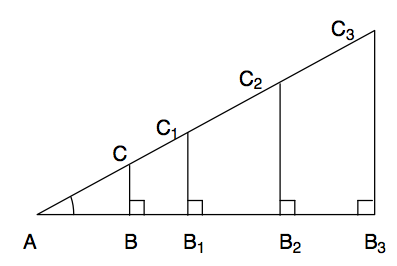 C₃
C₂
C₁
C
A B B₁ B₂ B₃